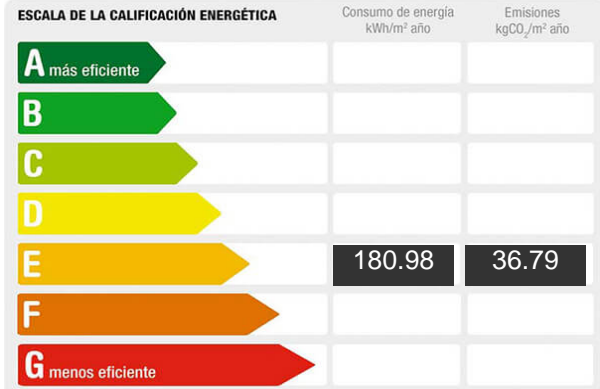 ESCALA DE LA CALIFICACIÓN ENERGÉTICA
Consumo de energía
kWh/m² año
Emisiones
kgCO₂/m² año
A más eficiente
B
C
D
E 180.98 36.79
F
G menos eficiente